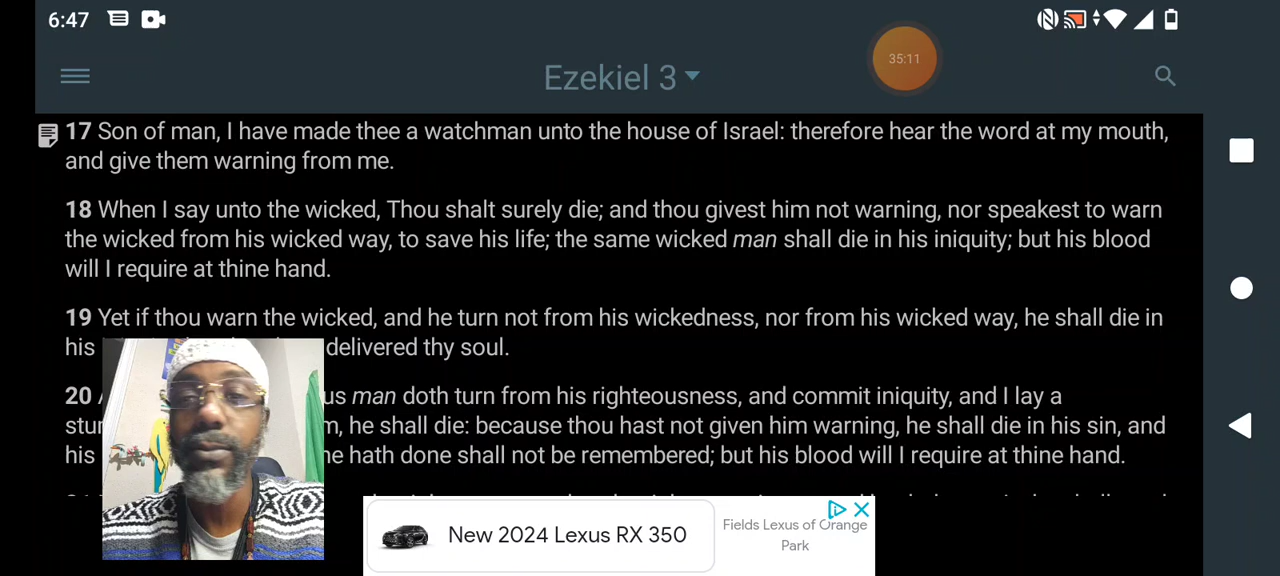 6:47
35:11
Ezekiel 3
17 Son of man, I have made thee a watchman unto the house of Israel: therefore hear the word at my mouth,
and give them warning from me.
18 When I say unto the wicked, Thou shalt surely die; and thou givest him not warning, nor speakest to warn
the wicked from his wicked way, to save his life; the same wicked man shall die in his iniquity; but his blood
will I require at thine hand.
19 Yet if thou warn the wicked, and he turn not from his wickedness, nor from his wicked way, he shall die in
his delivered thy soul.
20 man doth turn from his righteousness, and commit iniquity, and I lay a
he shall die: because thou hast not given him warning, he shall die in his sin, and
his hath done shall not be remembered; but his blood will I require at thine hand.
New 2024 Lexus RX 350
Fields Lexus of Orange
Park